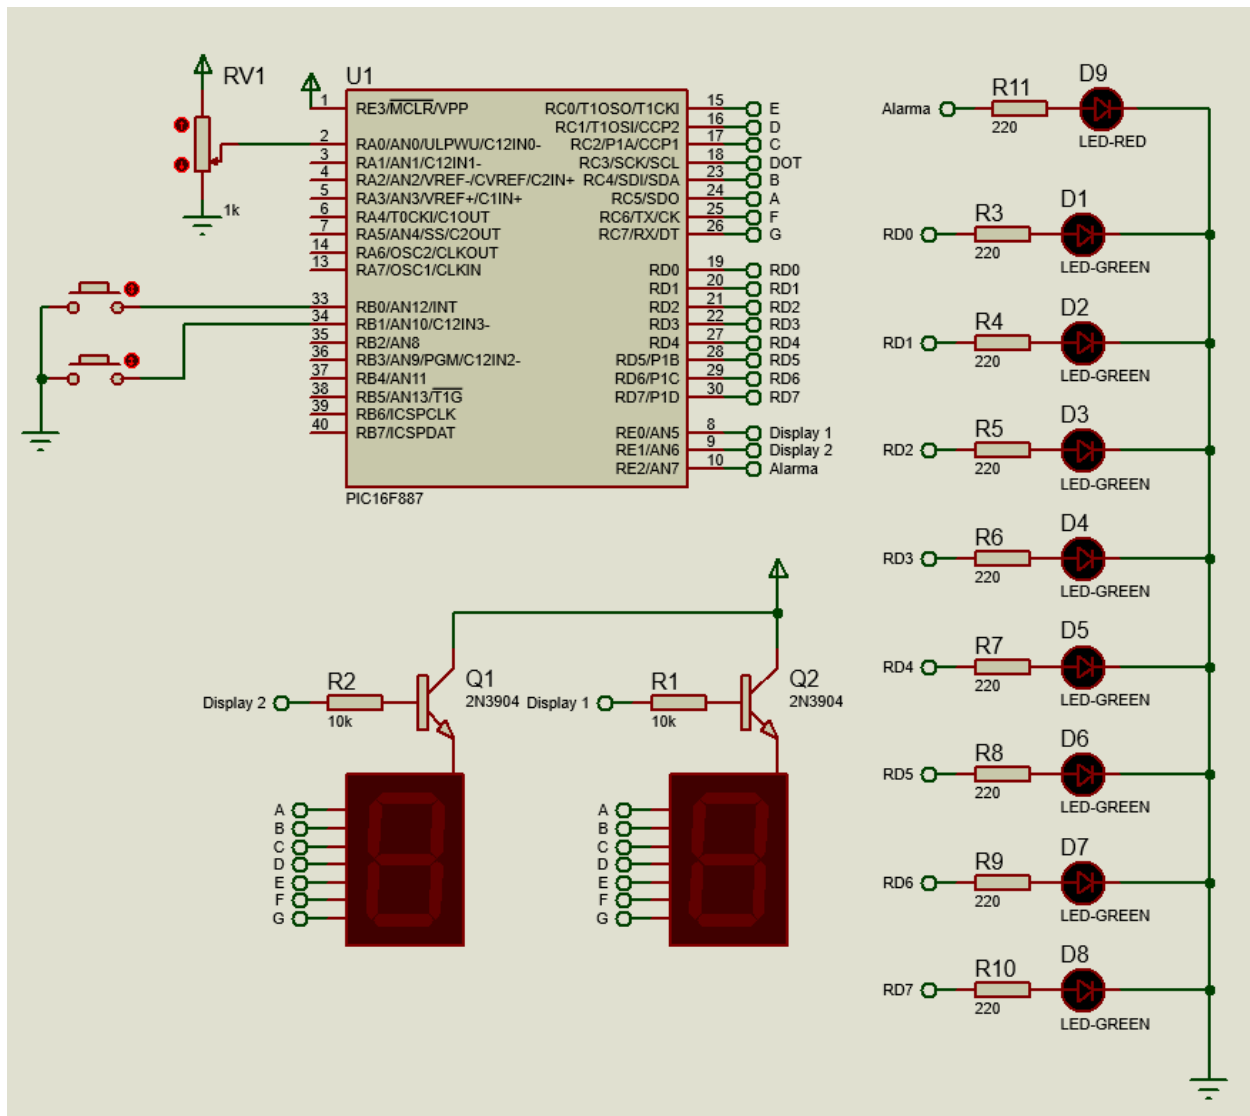 RV1
1k
U1
1 RE3/MCLR/VPP
2 RA0/AN0/ULPWU/C12IN0-
3 RA1/AN1/C12IN1-
4 RA2/AN2/VREF-/CVREF/C2IN+
5 RA3/AN3/VREF+/C1IN+
6 RA4/T0CKI/C1OUT
7 RA5/AN4/SS/C2OUT
14 RA6/OSC2/CLKOUT
13 RA7/OSC1/CLKIN
33 RB0/AN12/INT
34 RB1/AN10/C12IN3-
35 RB2/AN8
36 RB3/AN9/PGM/C12IN2-
37 RB4/AN11
38 RB5/AN13/T1G
39 RB6/ICSPCLK
40 RB7/ICSPDAT
RC0/T1OSO/T1CKI 15 E
RC1/T1OSI/CCP2 16 D
RC2/P1A/CCP1 17 C
RC3/SCK/SCL 18 DOT
RC4/SDI/SDA 23 B
RC5/SDO 24 A
RC6/TX/CK 25 F
RC7/RX/DT 26 G
RD0 19 RD0
RD1 20 RD1
RD2 21 RD2
RD3 22 RD3
RD4 27 RD4
RD5/P1B 28 RD5
RD6/P1C 29 RD6
RD7/P1D 30 RD7
RE0/AN5 8 Display 1
RE1/AN6 9 Display 2
RE2/AN7 10 Alarma
PIC16F887
Alarma R11 D9
220 LED-RED
RD0 R3 D1
220 LED-GREEN
RD1 R4 D2
220 LED-GREEN
RD2 R5 D3
220 LED-GREEN
RD3 R6 D4
220 LED-GREEN
RD4 R7 D5
220 LED-GREEN
RD5 R8 D6
220 LED-GREEN
RD6 R9 D7
220 LED-GREEN
RD7 R10 D8
220 LED-GREEN
Display 2 R2 Q1
10k 2N3904
Display 1 R1 Q2
10k 2N3904
A
B
C
D
E
F
G
A
B
C
D
E
F
G